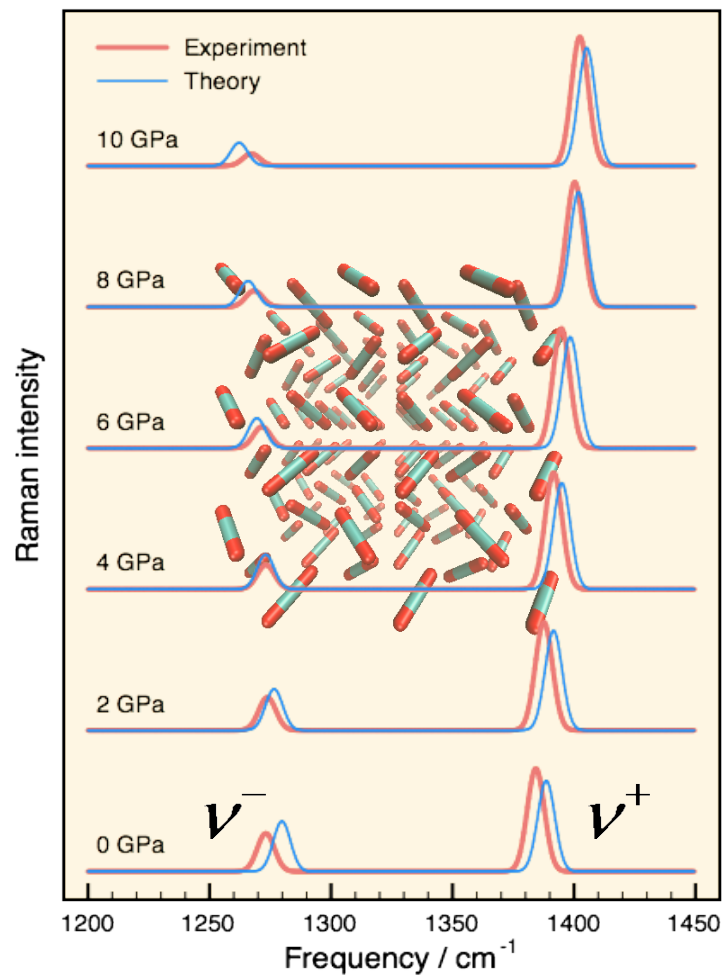 Experiment
Theory
10 GPa
8 GPa
6 GPa
4 GPa
2 GPa
0 GPa
ν⁻
ν⁺
Raman intensity
1200 1250 1300 1350 1400 1450
Frequency / cm⁻¹